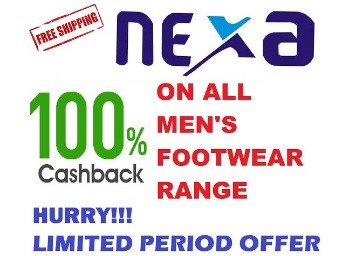 FREE SHIPPING
nexa
100%
Cashback
ON ALL
MEN'S
FOOTWEAR
RANGE
HURRY!!!
LIMITED PERIOD OFFER